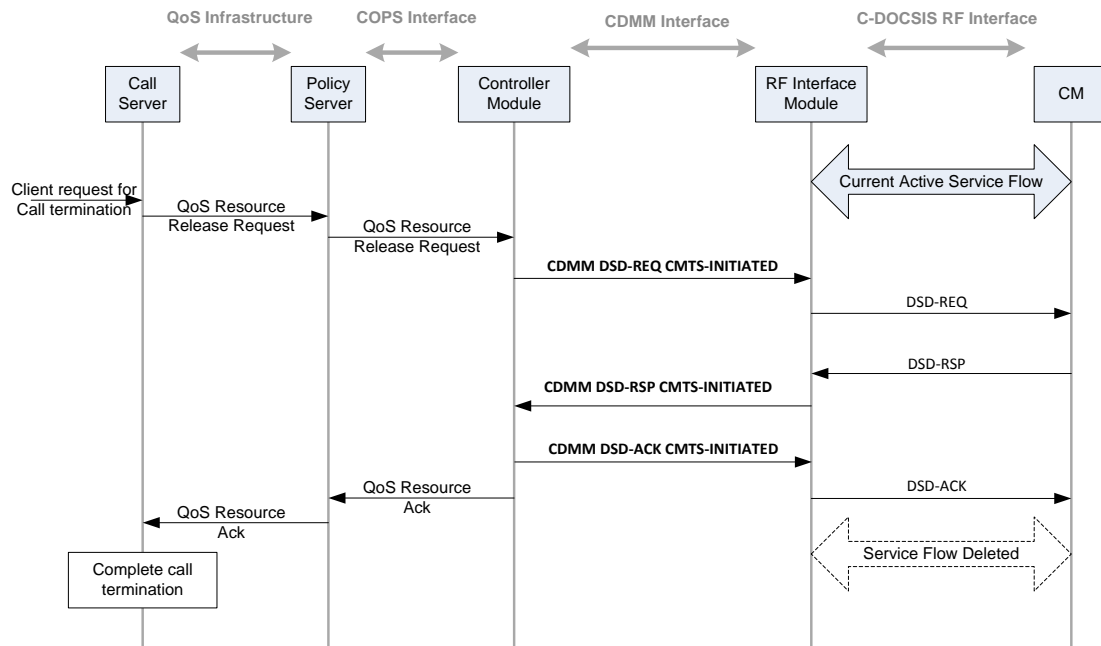 QoS Infrastructure
COPS Interface
CDMM Interface
C-DOCSIS RF Interface
Call
Server
Policy
Server
Controller
Module
RF Interface
Module
CM
Client request for
Call termination
Current Active Service Flow
QoS Resource
Release Request
QoS Resource
Release Request
CDMM DSD-REQ CMTS-INITIATED
DSD-REQ
DSD-RSP
CDMM DSD-RSP CMTS-INITIATED
CDMM DSD-ACK CMTS-INITIATED
QoS Resource
Ack
DSD-ACK
QoS Resource
Ack
Service Flow Deleted
Complete call
termination